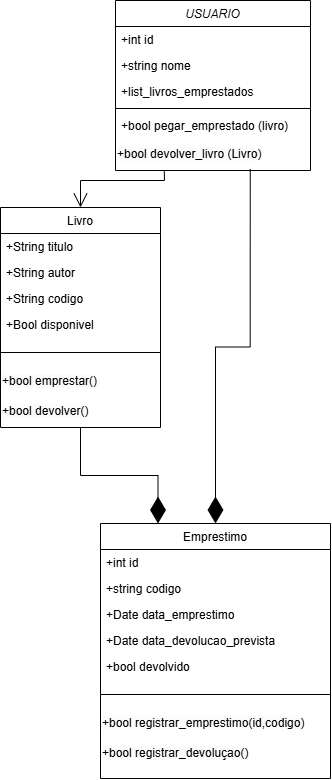 USUARIO
+int id
+string nome
+list_livros_emprestados
+bool pegar_emprestado (livro)
+bool devolver_livro (Livro)
Livro
+String titulo
+String autor
+String codigo
+Bool disponivel
+bool emprestar()
+bool devolver()
Emprestimo
+int id
+string codigo
+Date data_emprestimo
+Date data_devolucao_prevista
+bool devolvido
+bool registrar_emprestimo(id,codigo)
+bool registrar_devoluçao()